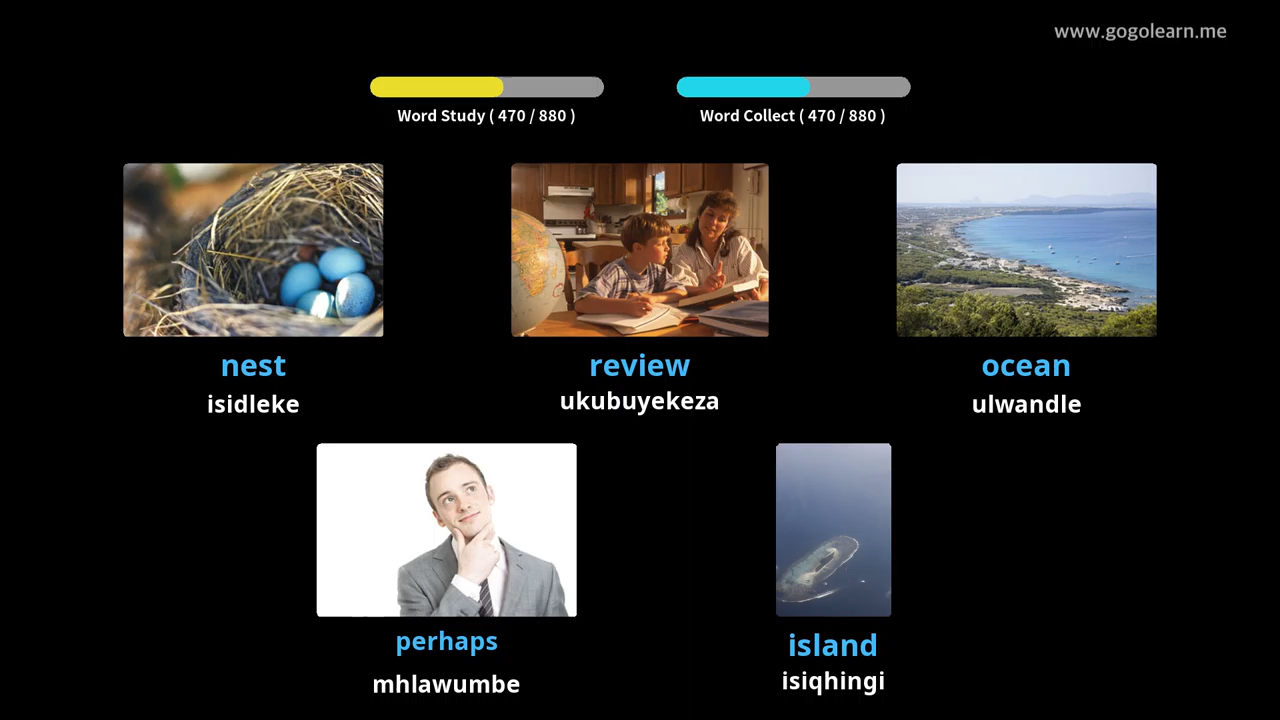 www.gogolearn.me
Word Study ( 470 / 880 )
Word Collect ( 470 / 880 )
nest
isidleke
review
ukubuyekeza
ocean
ulwandle
perhaps
mhlawumbe
island
isiqhingi